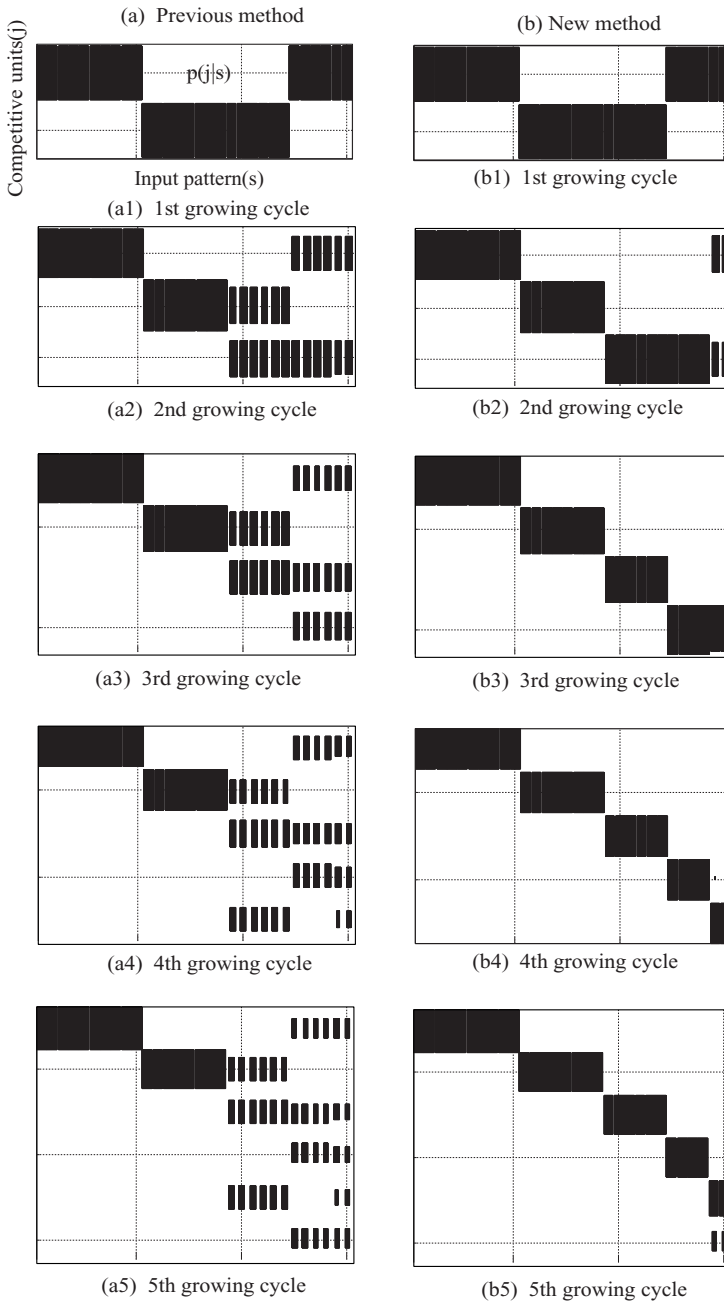 (a) Previous method
(b) New method
Competitive units(j)
p(j|s)
Input pattern(s)
(a1) 1st growing cycle
(b1) 1st growing cycle
(a2) 2nd growing cycle
(b2) 2nd growing cycle
(a3) 3rd growing cycle
(b3) 3rd growing cycle
(a4) 4th growing cycle
(b4) 4th growing cycle
(a5) 5th growing cycle
(b5) 5th growing cycle